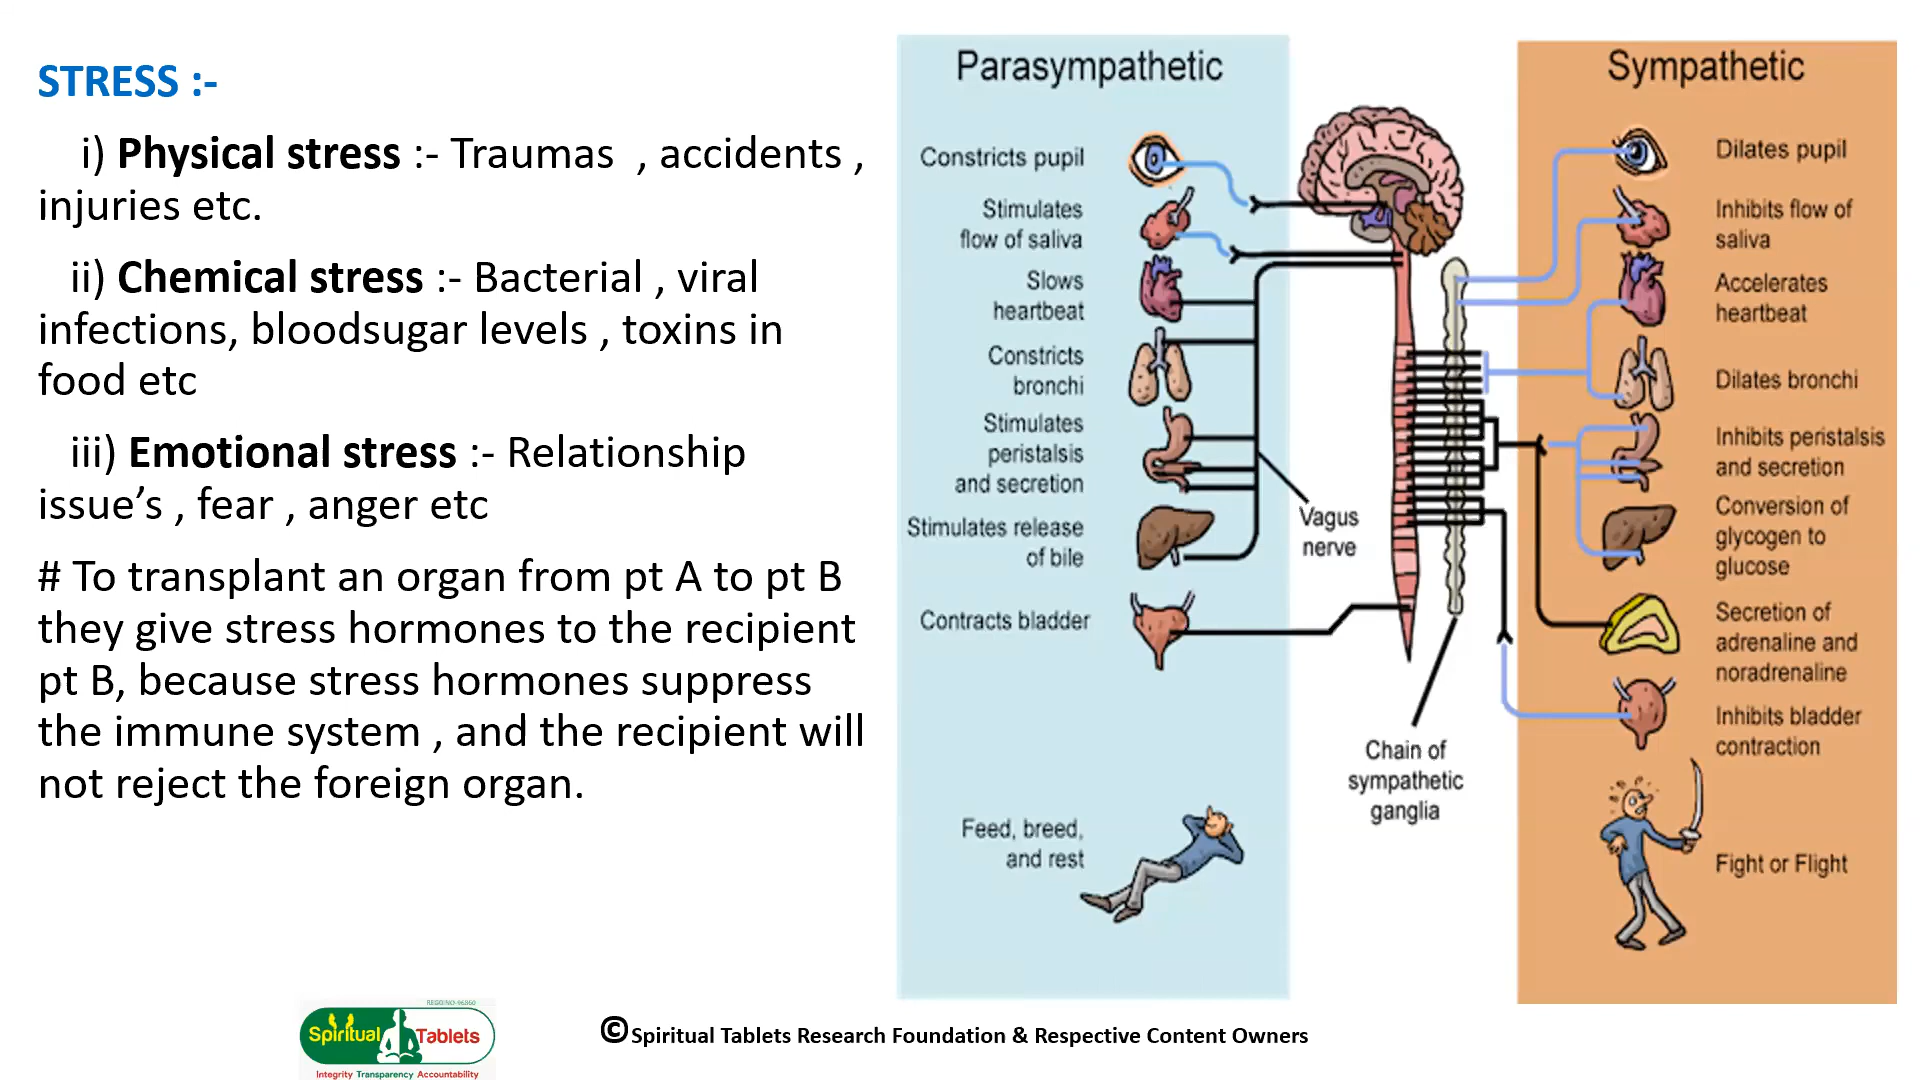 STRESS :-
i) Physical stress :- Traumas , accidents ,
injuries etc.
ii) Chemical stress :- Bacterial , viral
infections, bloodsugar levels , toxins in
food etc
iii) Emotional stress :- Relationship
issue’s , fear , anger etc
# To transplant an organ from pt A to pt B
they give stress hormones to the recipient
pt B, because stress hormones suppress
the immune system , and the recipient will
not reject the foreign organ.
Parasympathetic
Constricts pupil
Stimulates
flow of saliva
Slows
heartbeat
Constricts
bronchi
Stimulates
peristalsis
and secretion
Stimulates release
of bile
Contracts bladder
Feed, breed,
and rest
Vagus
nerve
Chain of
sympathetic
ganglia
Sympathetic
Dilates pupil
Inhibits flow of
saliva
Accelerates
heartbeat
Dilates bronchi
Inhibits peristalsis
and secretion
Conversion of
glycogen to
glucose
Secretion of
adrenaline and
noradrenaline
Inhibits bladder
contraction
Fight or Flight
Spiritual Tablets
Integrity Transparency Accountability
©Spiritual Tablets Research Foundation & Respective Content Owners